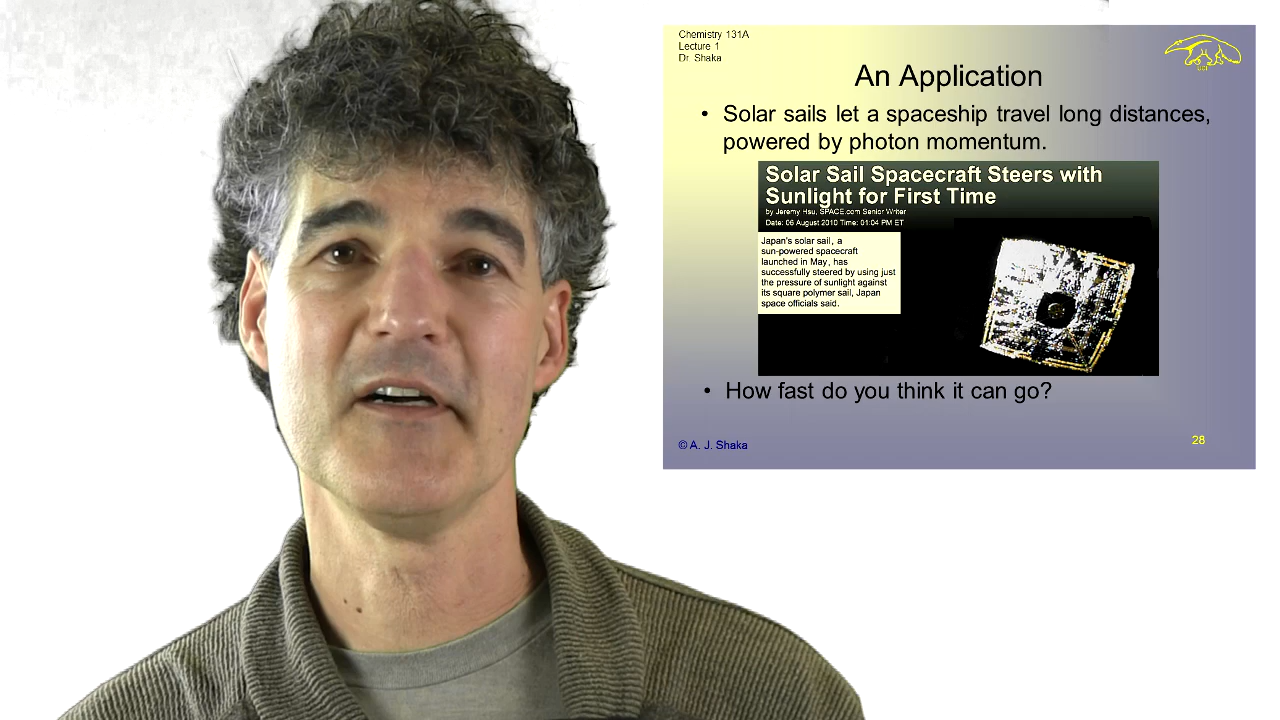 Chemistry 131A
Lecture 1
Dr. Shaka
UCI
An Application
• Solar sails let a spaceship travel long distances,
powered by photon momentum.
Solar Sail Spacecraft Steers with
Sunlight for First Time
by Jeremy Hsu, SPACE.com Senior Writer
Date: 06 August 2010 Time: 01:04 PM ET
Japan's solar sail, a
sun-powered spacecraft
launched in May, has
successfully steered by using just
the pressure of sunlight against
its square polymer sail, Japan
space officials said.
• How fast do you think it can go?
© A. J. Shaka
28